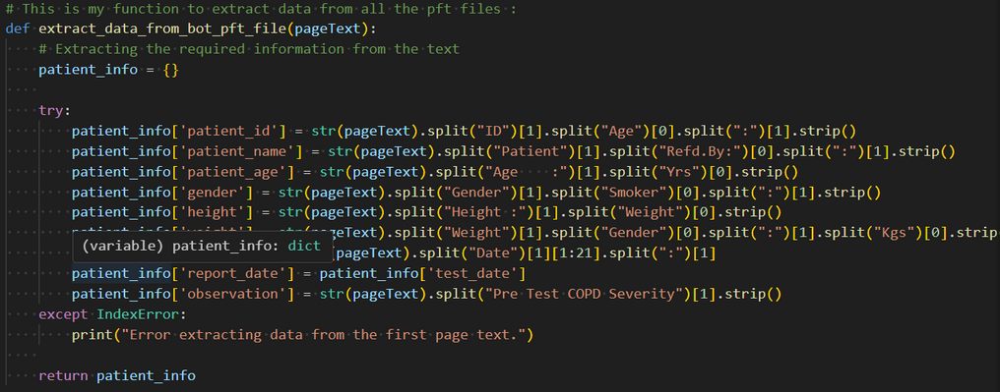 # This is my function to extract data from all the pft files :
def extract_data_from_bot_pft_file(pageText):
    # Extracting the required information from the text
    patient_info = {}

    try:
        patient_info['patient_id'] = str(pageText).split("ID")[1].split("Age")[0].split(":")[1].strip()
        patient_info['patient_name'] = str(pageText).split("Patient")[1].split("Refd.By:")[0].split(":")[1].strip()
        patient_info['patient_age'] = str(pageText).split("Age    :")[1].split("Yrs")[0].strip()
        patient_info['gender'] = str(pageText).split("Gender")[1].split("Smoker")[0].split(":")[1].strip()
        patient_info['height'] = str(pageText).split("Height :")[1].split("Weight")[0].strip()
        (pageText).split("Weight")[1].split("Gender")[0].split(":")[1].split("Kgs")[0].strip
(variable) patient_info: dict
        (pageText).split("Date")[1][1:21].split(":")[1]
        patient_info['report_date'] = patient_info['test_date']
        patient_info['observation'] = str(pageText).split("Pre Test COPD Severity")[1].strip()
    except IndexError:
        print("Error extracting data from the first page text.")

    return patient_info